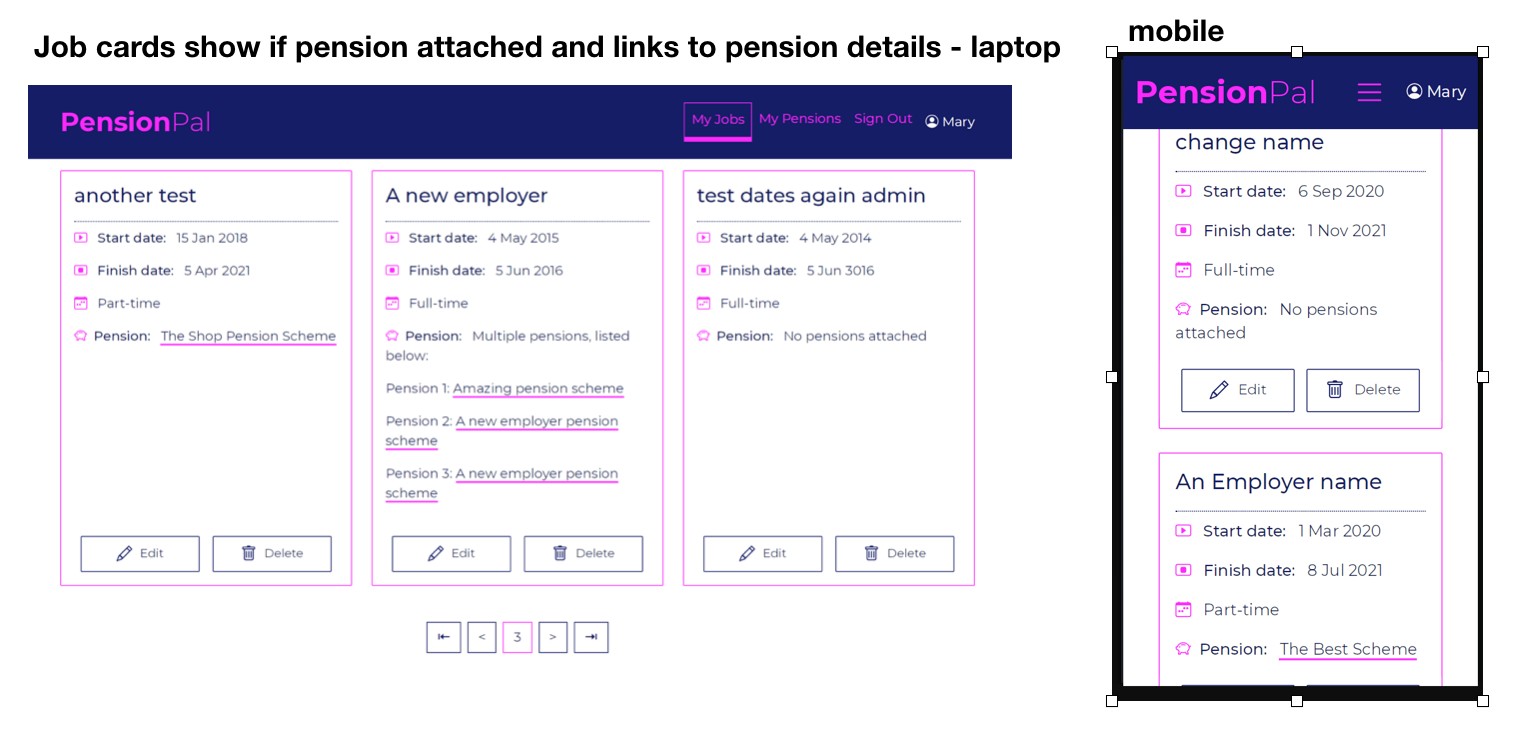 Job cards show if pension attached and links to pension details - laptop
PensionPal
My Jobs My Pensions Sign Out Mary
another test
Start date: 15 Jan 2018
Finish date: 5 Apr 2021
Part-time
Pension: The Shop Pension Scheme
Edit Delete
A new employer
Start date: 4 May 2015
Finish date: 5 Jun 2016
Full-time
Pension: Multiple pensions, listed
below:
Pension 1: Amazing pension scheme
Pension 2: A new employer pension
scheme
Pension 3: A new employer pension
scheme
Edit Delete
test dates again admin
Start date: 4 May 2014
Finish date: 5 Jun 3016
Full-time
Pension: No pensions attached
Edit Delete
< 3 >
mobile
PensionPal Mary
change name
Start date: 6 Sep 2020
Finish date: 1 Nov 2021
Full-time
Pension: No pensions
attached
Edit Delete
An Employer name
Start date: 1 Mar 2020
Finish date: 8 Jul 2021
Part-time
Pension: The Best Scheme